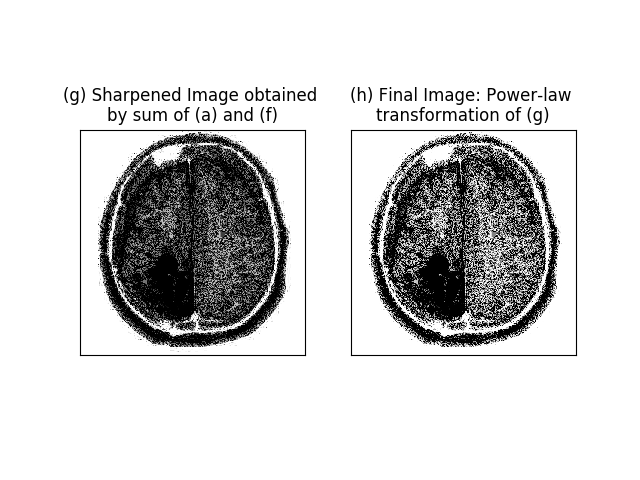 (g) Sharpened Image obtained
by sum of (a) and (f)
(h) Final Image: Power-law
transformation of (g)